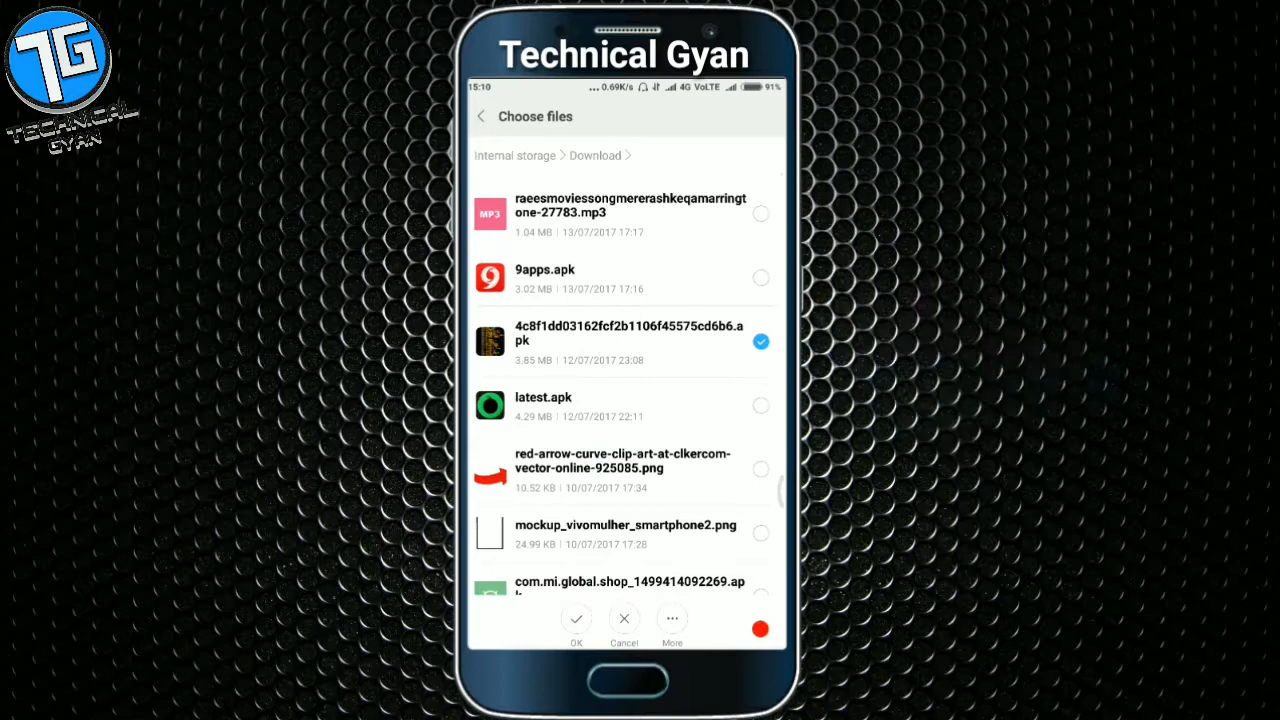 TG
TECHNICAL
GYAN
Technical Gyan
15:10
... 0.69K/s 4G VoLTE 91%
Choose files
Internal storage > Download >
MP3
raeesmoviessongmererashkeqamarringt
one-27783.mp3
1.04 MB | 13/07/2017 17:17
9apps.apk
3.02 MB | 13/07/2017 17:16
4c8f1dd03162fcf2b1106f45575cd6b6.a
pk
3.85 MB | 12/07/2017 23:08
latest.apk
4.29 MB | 12/07/2017 22:11
red-arrow-curve-clip-art-at-clkercom-
vector-online-925085.png
10.52 KB | 10/07/2017 17:34
mockup_vivomulher_smartphone2.png
24.99 KB | 10/07/2017 17:28
com.mi.global.shop_1499414092269.ap
OK Cancel More